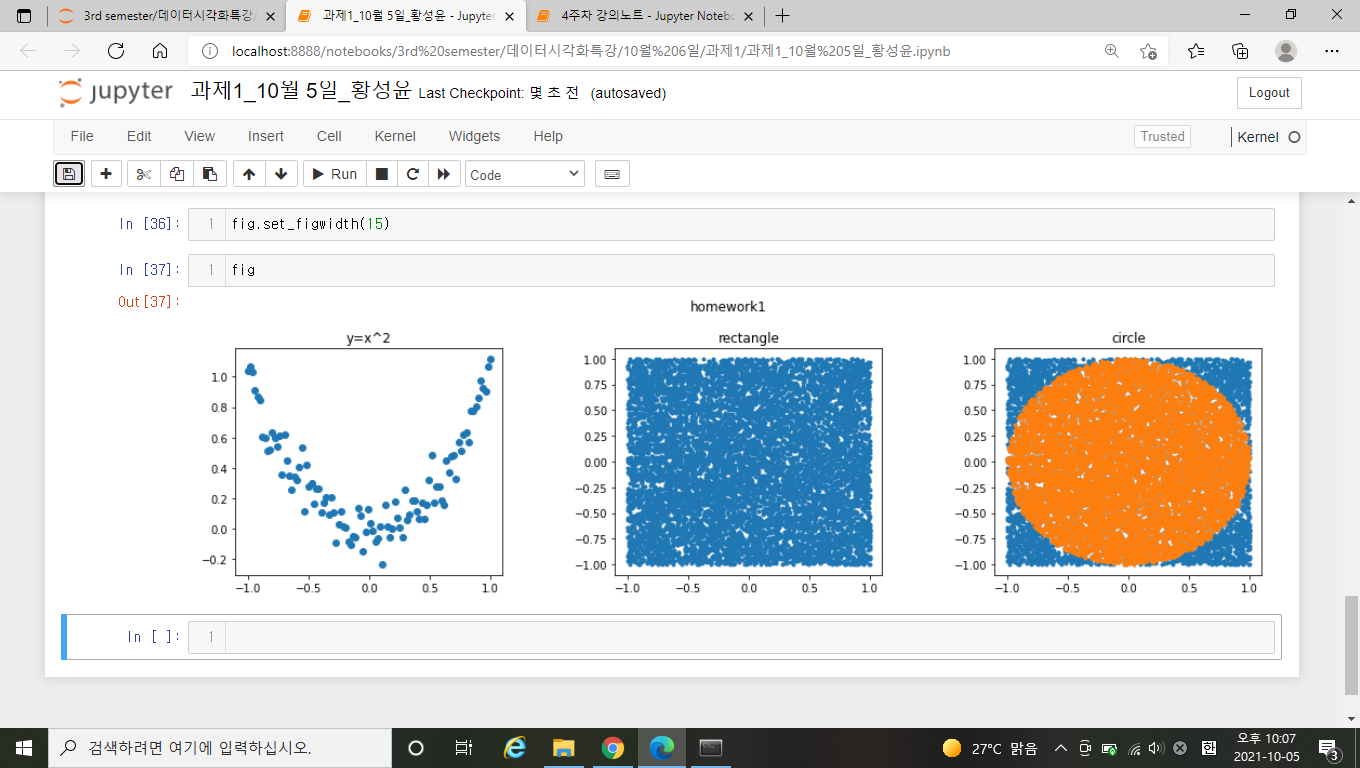 3rd semester/데이터시각화특강/
과제1_10월 5일_황성윤 - Jupyter
4주차 강의노트 - Jupyter Notebo
localhost:8888/notebooks/3rd%20semester/데이터시각화특강/10월%206일/과제1/과제1_10월%205일_황성윤.ipynb
jupyter 과제1_10월 5일_황성윤 Last Checkpoint: 몇 초 전 (autosaved)
Logout
File Edit View Insert Cell Kernel Widgets Help
Trusted Kernel
Run Code
In [36]: 1 fig.set_figwidth(15)
In [37]: 1 fig
Out[37]:
homework1
y=x^2
1.0
0.8
0.6
0.4
0.2
0.0
−0.2
−1.0 −0.5 0.0 0.5 1.0
rectangle
1.00
0.75
0.50
0.25
0.00
−0.25
−0.50
−0.75
−1.00
−1.0 −0.5 0.0 0.5 1.0
circle
1.00
0.75
0.50
0.25
0.00
−0.25
−0.50
−0.75
−1.00
−1.0 −0.5 0.0 0.5 1.0
In [ ]: 1
검색하려면 여기에 입력하십시오.
27°C 맑음
한
오후 10:07
2021-10-05
3